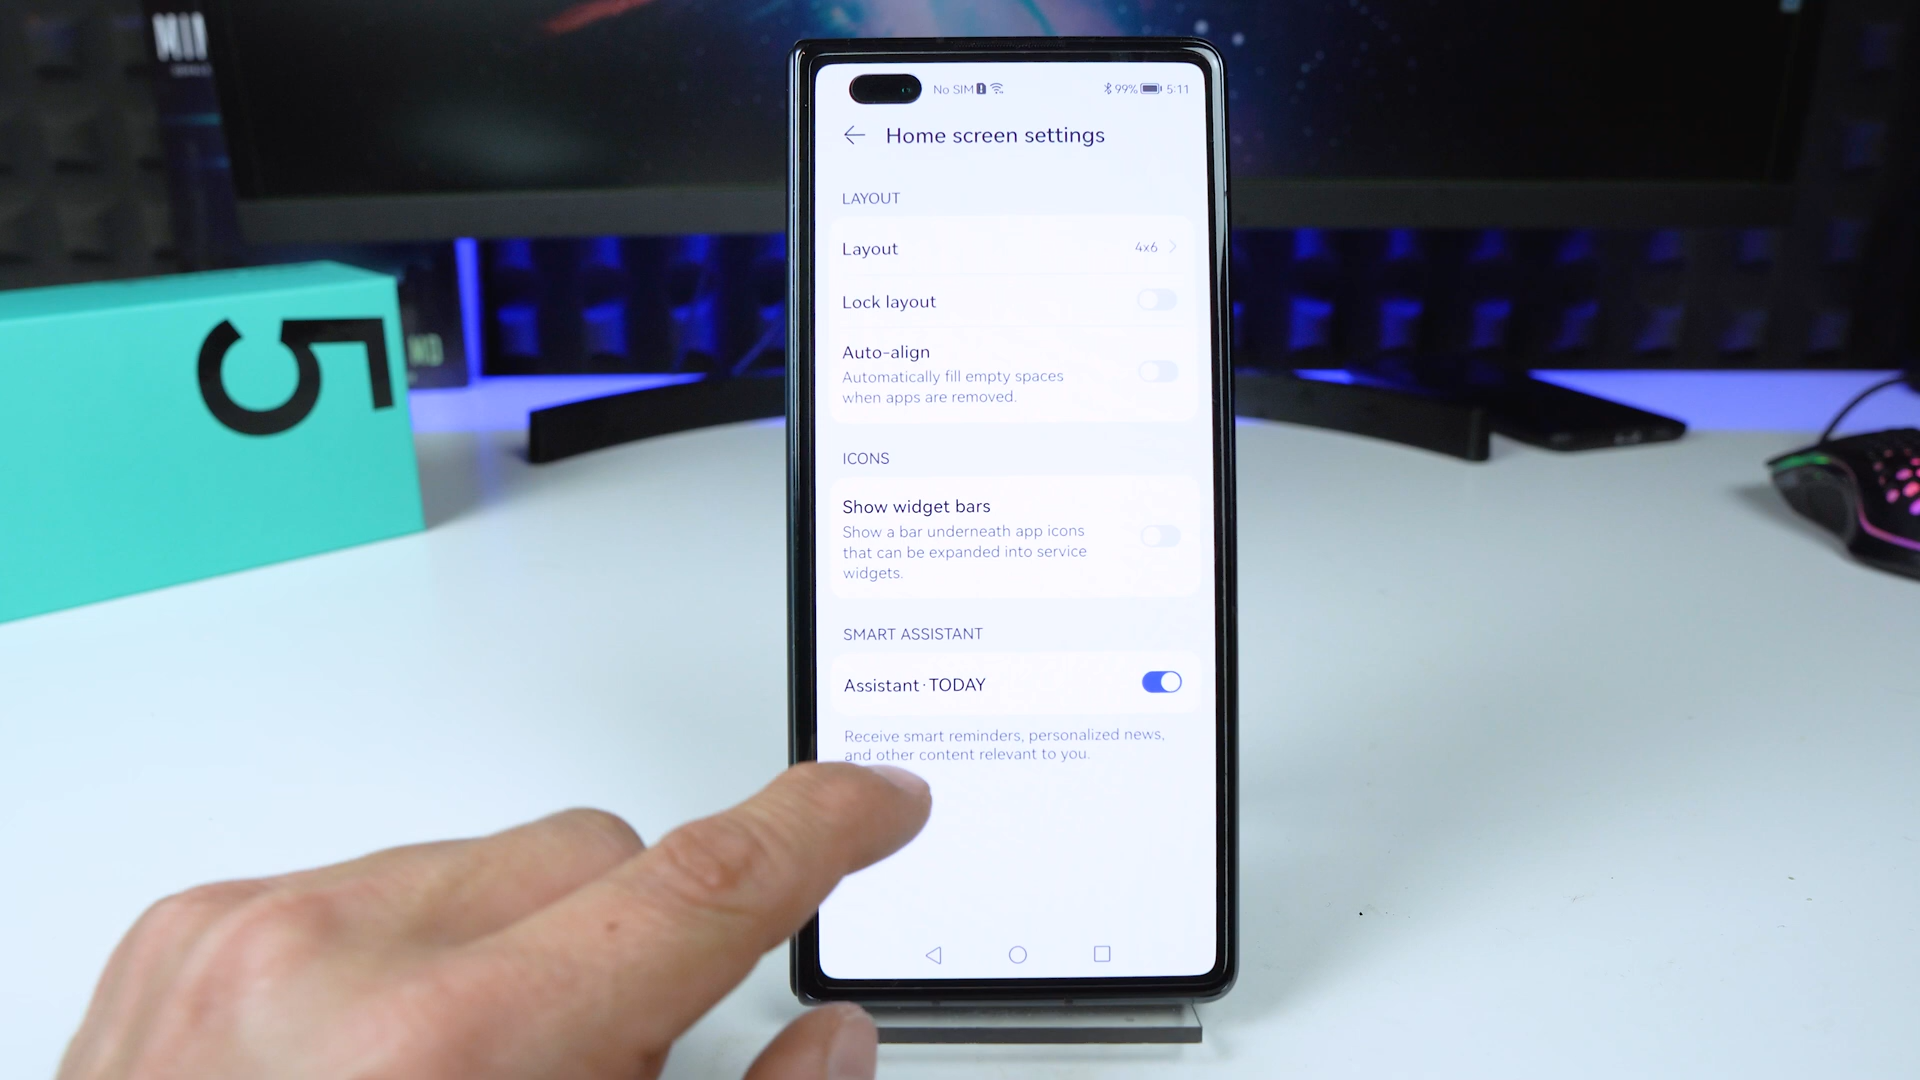 No SIM
99%
5:11
Home screen settings
LAYOUT
Layout
4x6
Lock layout
Auto-align
Automatically fill empty spaces
when apps are removed.
ICONS
Show widget bars
Show a bar underneath app icons
that can be expanded into service
widgets.
SMART ASSISTANT
Assistant·TODAY
Receive smart reminders, personalized news,
and other content relevant to you.
5